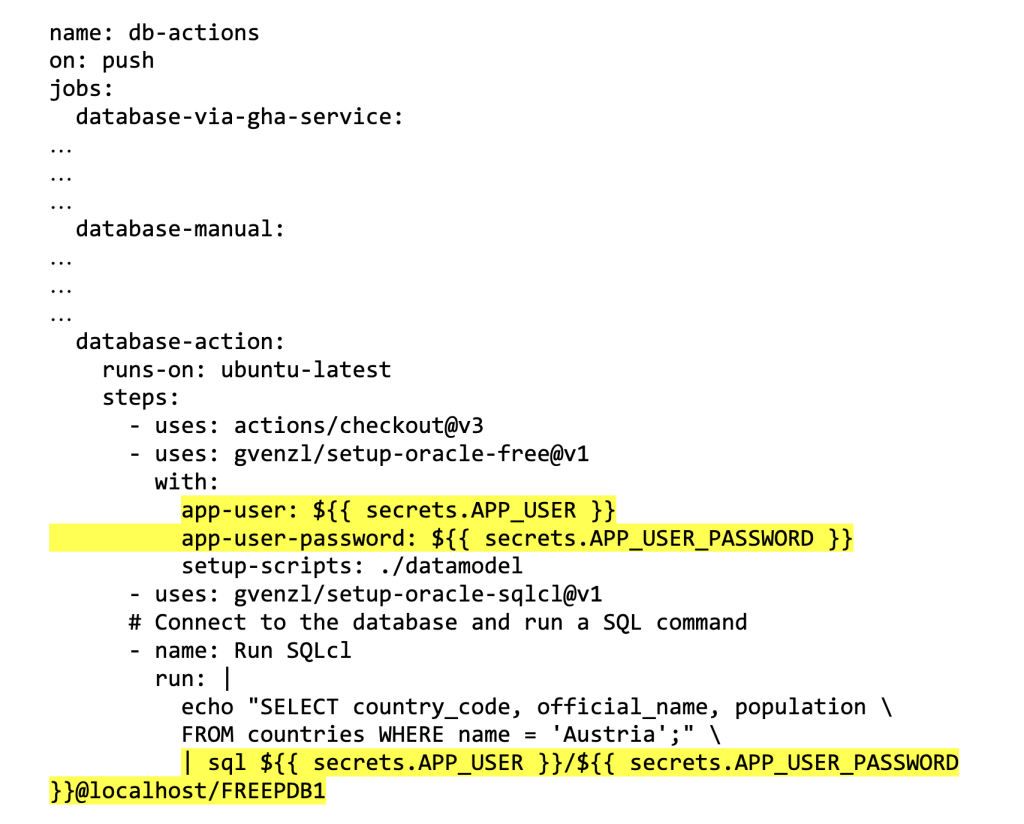 name: db-actions
on: push
jobs:
  database-via-gha-service:
...
...
...
  database-manual:
...
...
...
  database-action:
    runs-on: ubuntu-latest
    steps:
      - uses: actions/checkout@v3
      - uses: gvenzl/setup-oracle-free@v1
        with:
          app-user: ${{ secrets.APP_USER }}
          app-user-password: ${{ secrets.APP_USER_PASSWORD }}
          setup-scripts: ./datamodel
      - uses: gvenzl/setup-oracle-sqlcl@v1
      # Connect to the database and run a SQL command
      - name: Run SQLcl
        run: |
          echo "SELECT country_code, official_name, population \
          FROM countries WHERE name = 'Austria';" \
          | sql ${{ secrets.APP_USER }}/${{ secrets.APP_USER_PASSWORD
}}@localhost/FREEPDB1